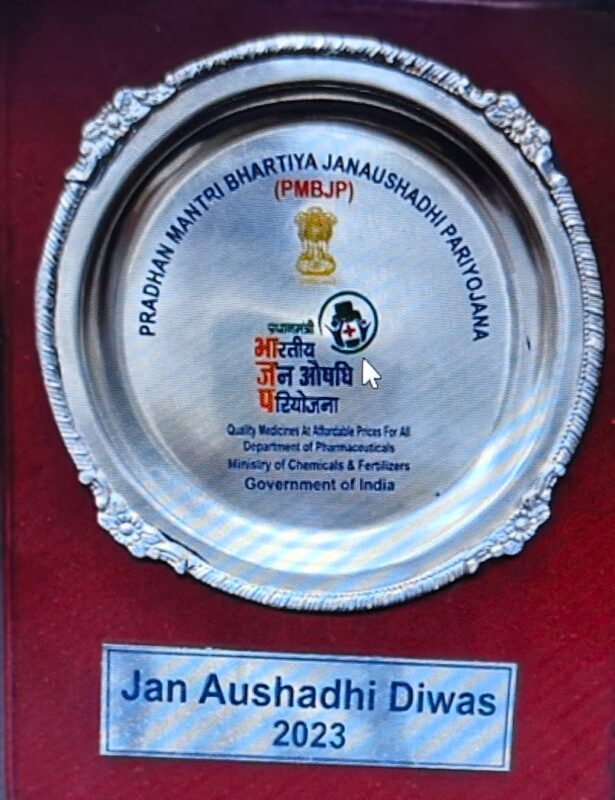 PRADHAN MANTRI BHARTIYA JANAUSHADHI PARIYOJANA
(PMBJP)
प्रधानमंत्री
भारतीय
जन औषधि
परियोजना
Quality Medicines At Affordable Prices For All
Department of Pharmaceuticals
Ministry of Chemicals & Fertilizers
Government of India
Jan Aushadhi Diwas
2023